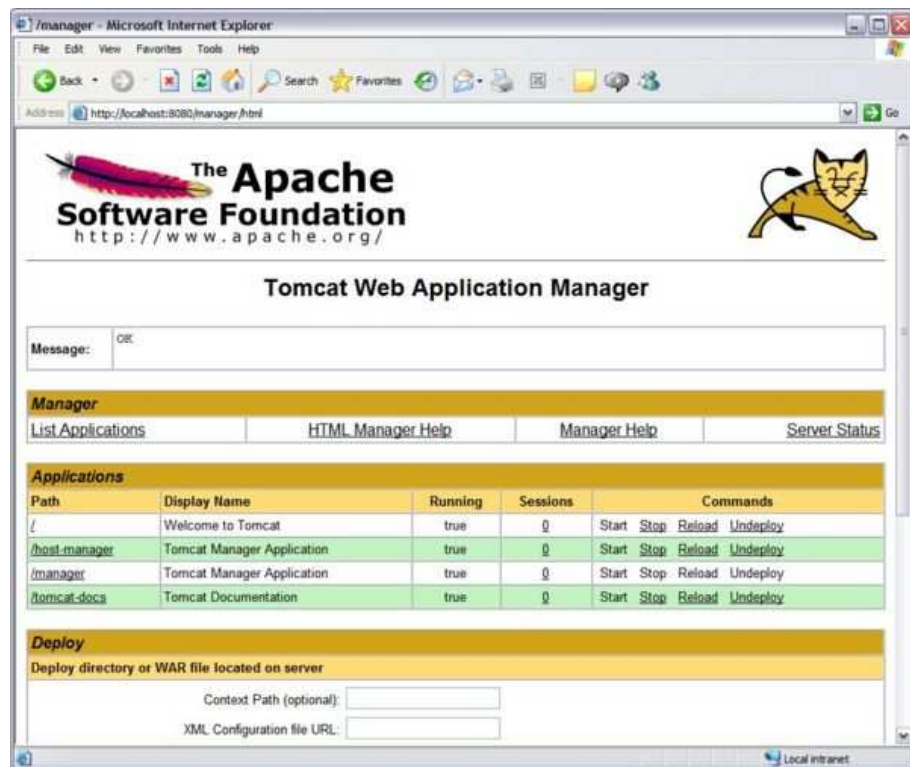 /manager - Microsoft Internet Explorer
File Edit View Favorites Tools Help
Back Search Favorites
Address http://localhost:8080/manager/html Go
The Apache
Software Foundation
http://www.apache.org/
Tomcat Web Application Manager
Message: OK
Manager
List Applications HTML Manager Help Manager Help Server Status
Applications
Path Display Name Running Sessions Commands
/ Welcome to Tomcat true 0 Start Stop Reload Undeploy
/host-manager Tomcat Manager Application true 0 Start Stop Reload Undeploy
/manager Tomcat Manager Application true 0 Start Stop Reload Undeploy
/tomcat-docs Tomcat Documentation true 0 Start Stop Reload Undeploy
Deploy
Deploy directory or WAR file located on server
Context Path (optional):
XML Configuration file URL:
Local intranet